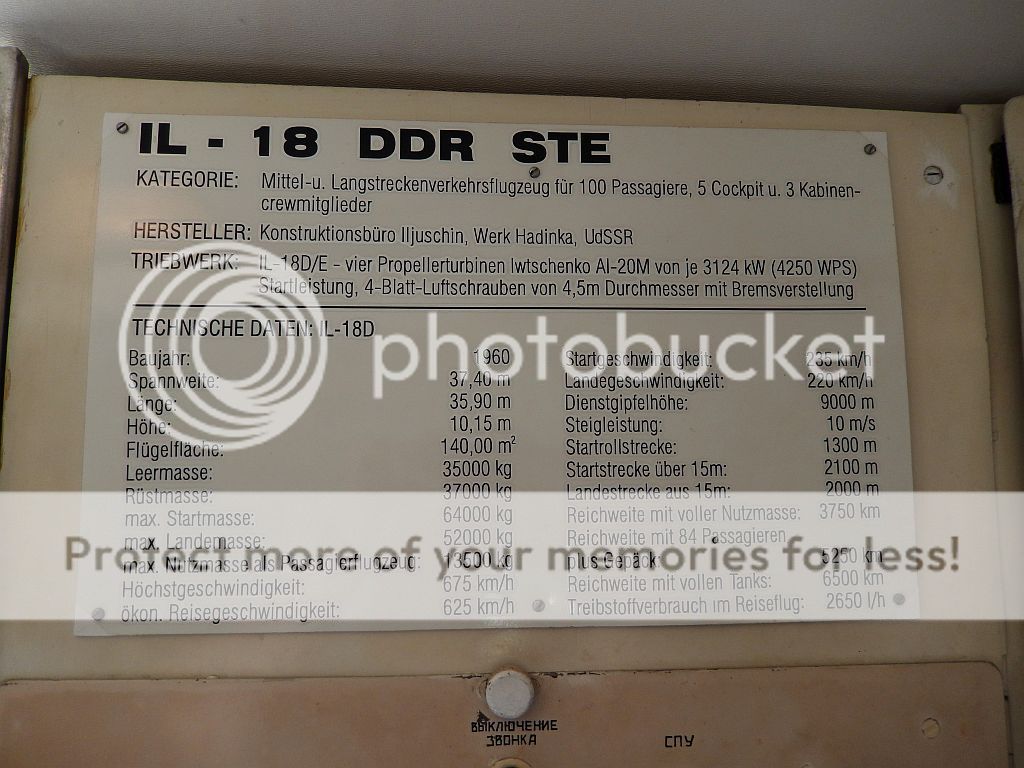 IL - 18 DDR STE
KATEGORIE: Mittel-u. Langstreckenverkehrsflugzeug für 100 Passagiere, 5 Cockpit u. 3 Kabinen-
crewmitglieder
HERSTELLER: Konstruktionsbüro Iljuschin, Werk Hadinka, UdSSR
TRIEBWERK: IL-18D/E - vier Propellerturbinen Iwtschenko AI-20M von je 3124 kW (4250 WPS)
Startleistung, 4-Blatt-Luftschrauben von 4,5m Durchmesser mit Bremsverstellung
TECHNISCHE DATEN: IL-18D
Baujahr: 1960
Spannweite: 37,40 m
Länge: 35,90 m
Höhe: 10,15 m
Flügelfläche: 140,00 m²
Leermasse: 35000 kg
Rüstmasse: 37000 kg
max. Startmasse: 64000 kg
max. Landemasse: 52000 kg
max. Nutzmasse als Passagierflugzeug: 13500 kg
Höchstgeschwindigkeit: 675 km/h
ökon. Reisegeschwindigkeit: 625 km/h
Startgeschwindigkeit: 235 km/h
Landegeschwindigkeit: 220 km/h
Dienstgipfelhöhe: 9000 m
Steigleistung: 10 m/s
Startrollstrecke: 1300 m
Startstrecke über 15m: 2100 m
Landestrecke aus 15m: 2000 m
Reichweite mit voller Nutzmasse: 3750 km
Reichweite mit 84 Passagieren
plus Gepäck: 5250 km
Reichweite mit vollen Tanks: 6500 km
Treibstoffverbrauch im Reiseflug: 2650 l/h
photobucket
Protect more of your memories for less!
ВЫКЛЮЧЕНИЕ
ЗВОНКА
СПУ